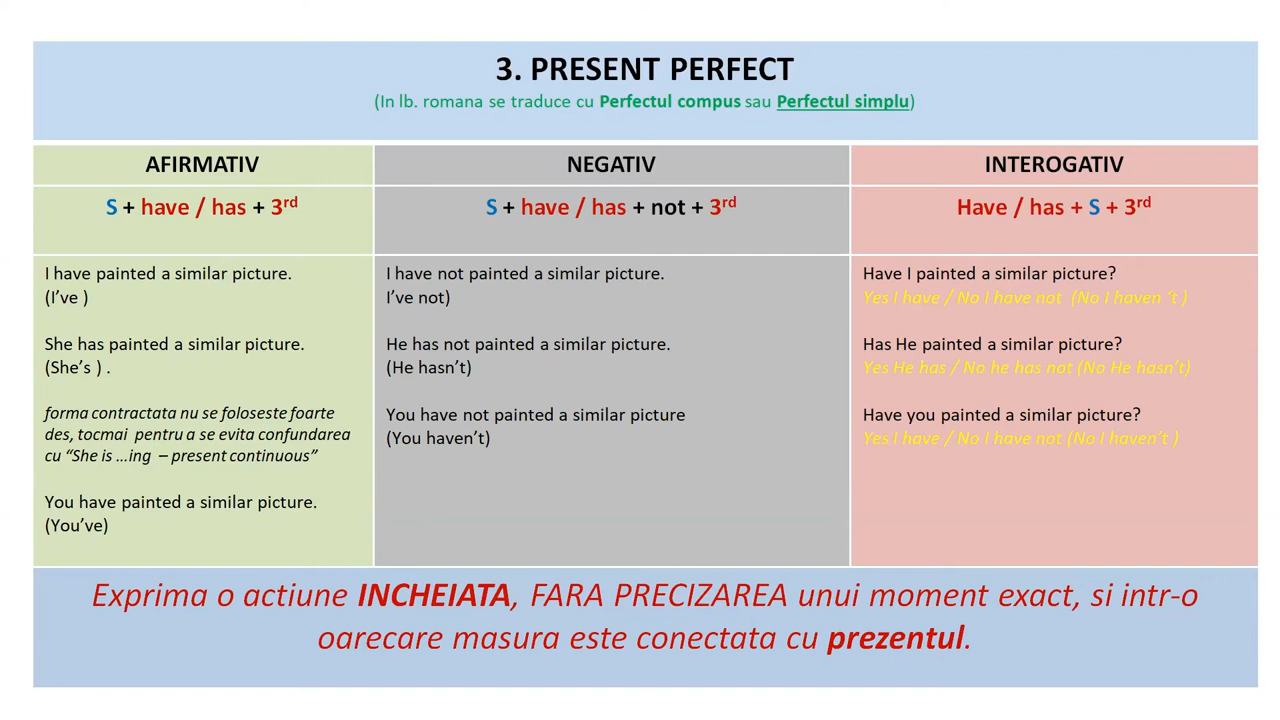 3. PRESENT PERFECT
(In lb. romana se traduce cu Perfectul compus sau Perfectul simplu)
AFIRMATIV
S + have / has + 3rd
I have painted a similar picture.
(I’ve )
She has painted a similar picture.
(She’s ) .
forma contractata nu se foloseste foarte
des, tocmai pentru a se evita confundarea
cu “She is ...ing – present continuous”
You have painted a similar picture.
(You’ve)
NEGATIV
S + have / has + not + 3rd
I have not painted a similar picture.
I’ve not)
He has not painted a similar picture.
(He hasn’t)
You have not painted a similar picture
(You haven’t)
INTEROGATIV
Have / has + S + 3rd
Have I painted a similar picture?
Yes I have / No I have not (No I haven ‘t )
Has He painted a similar picture?
Yes He has / No he has not (No He hasn’t)
Have you painted a similar picture?
Yes I have / No I have not (No I haven’t )
Exprima o actiune INCHEIATA, FARA PRECIZAREA unui moment exact, si intr-o
oarecare masura este conectata cu prezentul.